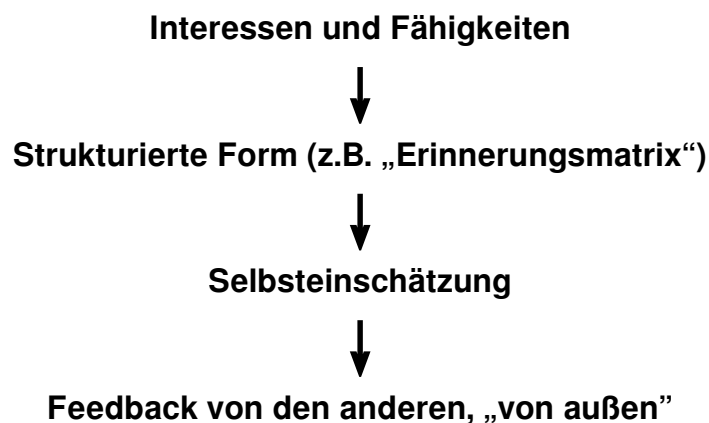 Interessen und Fähigkeiten
Strukturierte Form (z.B. „Erinnerungsmatrix“)
Selbsteinschätzung
Feedback von den anderen, „von außen”